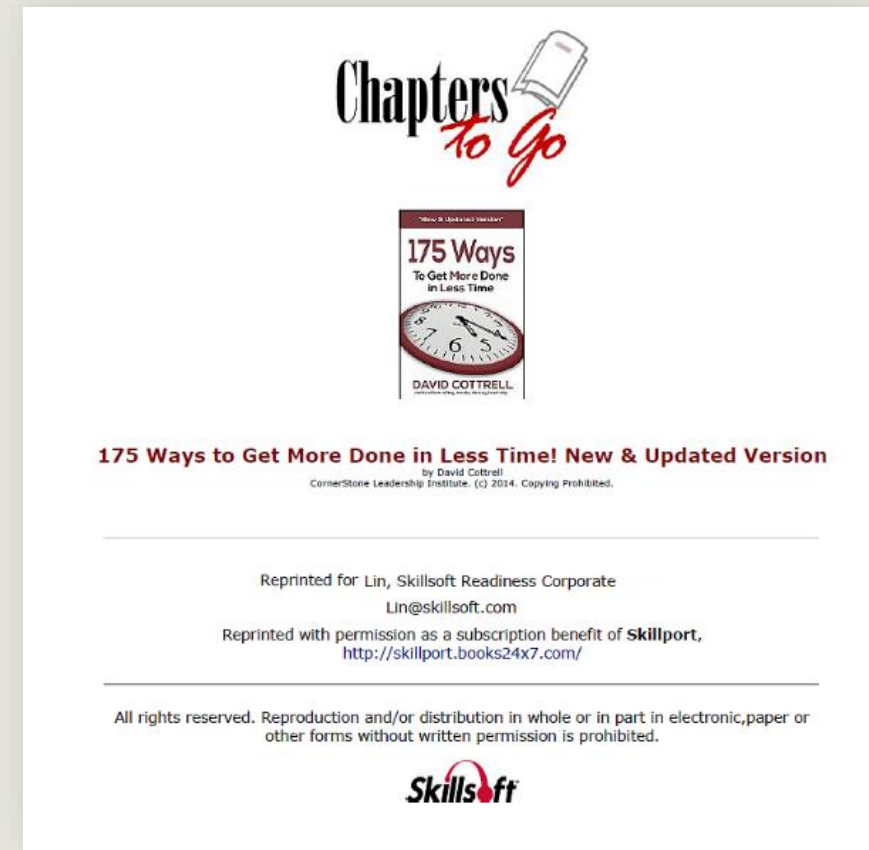 Chapters
To Go
"New & Updated Version"
175 Ways
To Get More Done
in Less Time
7 6 5
DAVID COTTRELL
175 Ways to Get More Done in Less Time! New & Updated Version
by David Cottrell
CornerStone Leadership Institute. (c) 2014. Copying Prohibited.
Reprinted for Lin, Skillsoft Readiness Corporate
Lin@skillsoft.com
Reprinted with permission as a subscription benefit of Skillport,
http://skillport.books24x7.com/
All rights reserved. Reproduction and/or distribution in whole or in part in electronic,paper or
other forms without written permission is prohibited.
Skillsoft